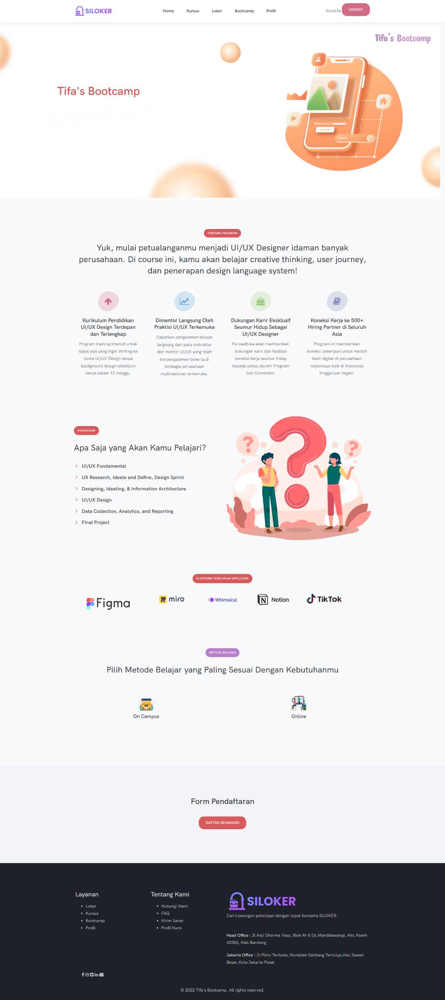 SILOKER
Home Kursus Loker Bootcamp Profil
ilovetifa LOGOUT
Tifa's Bootcamp
Tifa's Bootcamp
BUTTON
Search...
TENTANG PROGRAM
Yuk, mulai petualanganmu menjadi UI/UX Designer idaman banyak
perusahaan. Di course ini, kamu akan belajar creative thinking, user journey,
dan penerapan design language system!
Kurikulum Pendidikan
UI/UX Design Terdepan
dan Terlengkap
Program training intensif untuk
siapa saja yang ingin shifting ke
dunia UI/UX Design tanpa
background design sekalipun
hanya dalam 12 minggu.
Dimentor Langsung Oleh
Praktisi UI/UX Terkemuka
Dapatkan pengalaman belajar
langsung dari para instruktur
dan mentor UI/UX yang telah
berpengalaman bekerja di
berbagai perusahaan
multinasional terkemuka.
Dukungan Karir Eksklusif
Seumur Hidup Sebagai
UI/UX Designer
Purwadhika akan memberikan
dukungan karir dan fasilitas
koneksi kerja seumur hidup
kepada setiap alumni Program
Job Connector.
Koneksi Kerja ke 500+
Hiring Partner di Seluruh
Asia
Program ini memberikan
koneksi pekerjaan untuk meraih
karir digital di perusahaan
terpercaya baik di Indonesia
hingga luar negeri.
KURIKULUM
Apa Saja yang Akan Kamu Pelajari?
UI/UX Fundamental
UX Research, Ideate and Define, Design Sprint
Designing, Ideating, & Information Architecture
UI/UX Design
Data Collection, Analytics, and Reporting
Final Project
? ? ?
PLATFORM YANG AKAN DIPELAJARI
Figma miro Whimsical Notion TikTok
METODE BELAJAR
Pilih Metode Belajar yang Paling Sesuai Dengan Kebutuhanmu
On Campus
Online
Form Pendaftaran
DAFTAR SEKARANG
Layanan
Loker
Kursus
Bootcamp
Profil
Tentang Kami
Hubungi Kami
FAQ
Kirim Saran
Profil Kami
SILOKER
Cari Lowongan pekerjaan dengan cepat bersama SILOKER.
Head Office : Jl.Haji Dharma Yasa, Blok M-8 Ds.Mandalawangi, Kec.Paseh
40383, Kab.Bandung
Jakarta Office : Jl.Pintu Terbuka, Komplek Gerbang Tertutup,Kec.Sawah
Besar,Kota Jakarta Pusat
© 2022 Tifa's Bootcamp. All rights reserved.